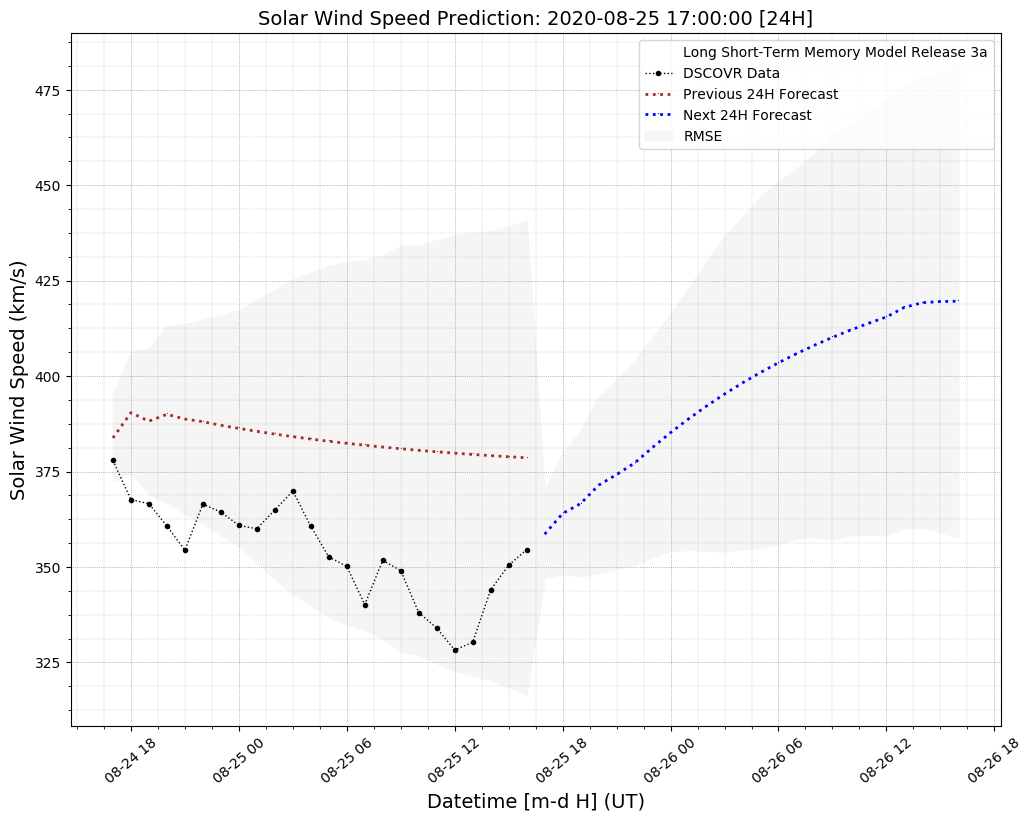 Solar Wind Speed Prediction: 2020-08-25 17:00:00 [24H]
Long Short-Term Memory Model Release 3a
DSCOVR Data
Previous 24H Forecast
Next 24H Forecast
RMSE
Solar Wind Speed (km/s)
475
450
425
400
375
350
325
08-24 18
08-25 00
08-25 06
08-25 12
08-25 18
08-26 00
08-26 06
08-26 12
08-26 18
Datetime [m-d H] (UT)